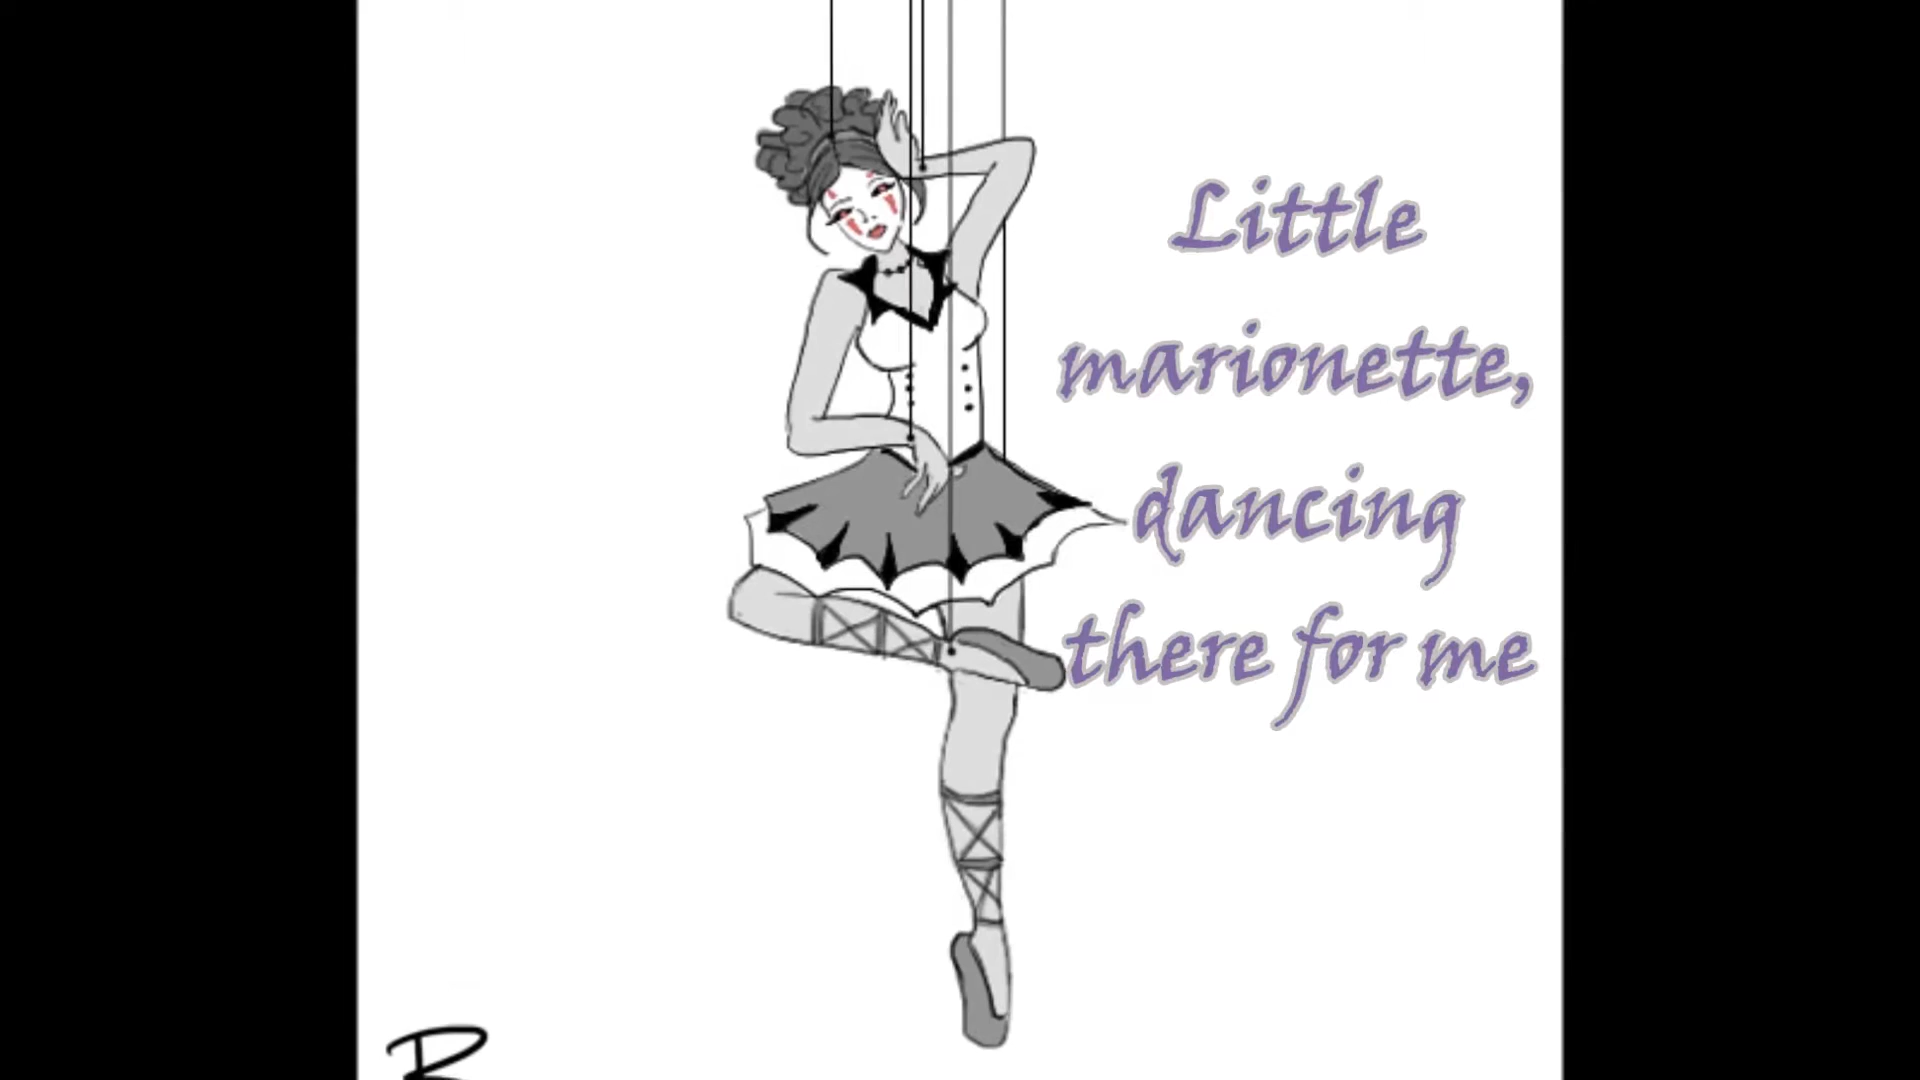 Little
marionette,
dancing
there for me
R